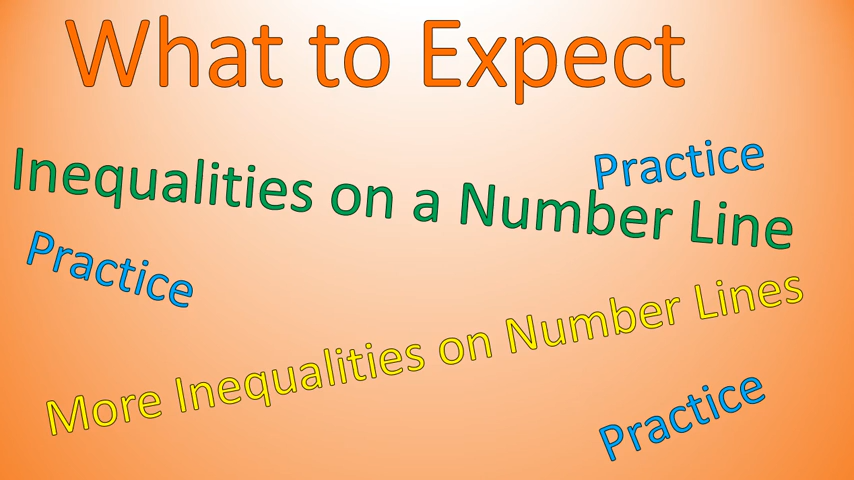 What to Expect
Practice
Inequalities on a Number Line
Practice
More Inequalities on Number Lines
Practice